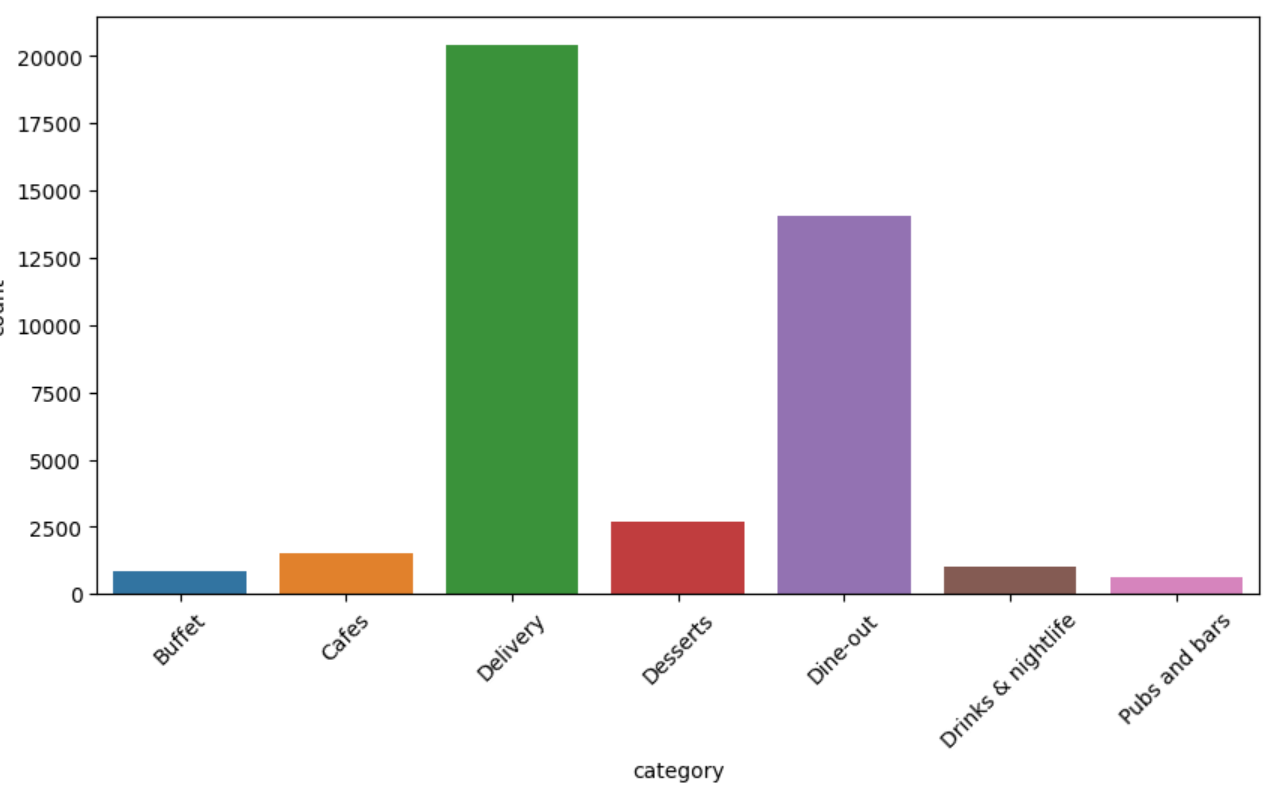 20000
17500
15000
12500
10000
7500
5000
2500
0
Buffet
Cafes
Delivery
Desserts
Dine-out
Drinks & nightlife
Pubs and bars
category